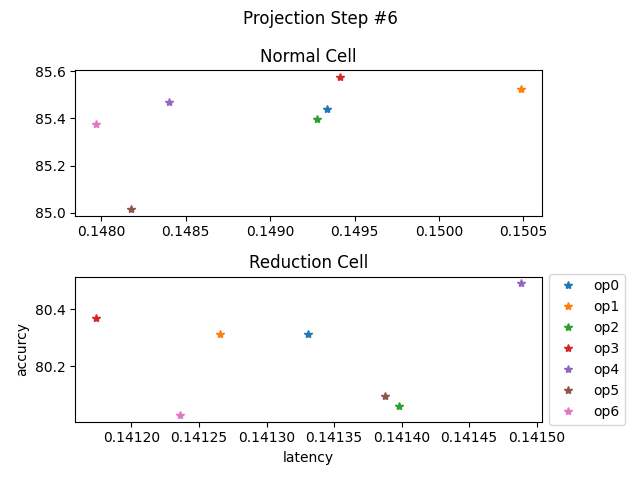 Projection Step #6
Normal Cell
85.6
85.4
85.2
85.0
0.1480 0.1485 0.1490 0.1495 0.1500 0.1505
Reduction Cell
accurcy
80.4
80.2
0.14120 0.14125 0.14130 0.14135 0.14140 0.14145 0.14150
latency
op0
op1
op2
op3
op4
op5
op6